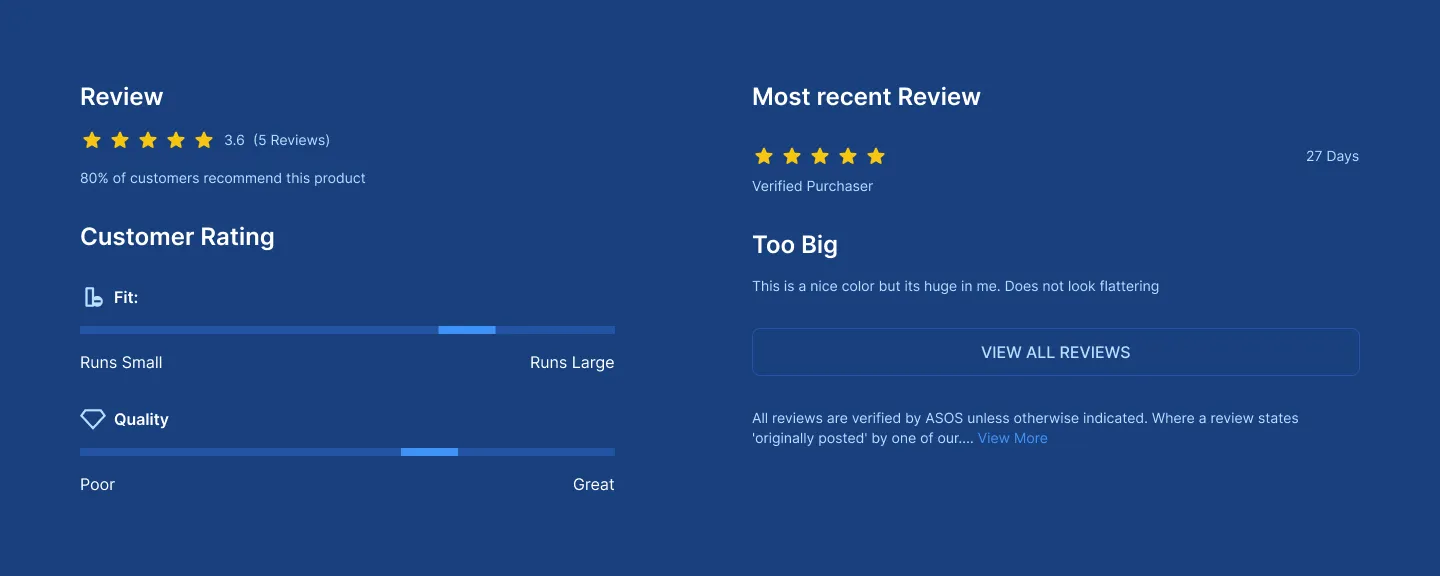 Review
3.6 (5 Reviews)
80% of customers recommend this product
Customer Rating
Fit:
Runs Small
Runs Large
Quality
Poor
Great
Most recent Review
27 Days
Verified Purchaser
Too Big
This is a nice color but its huge in me. Does not look flattering
VIEW ALL REVIEWS
All reviews are verified by ASOS unless otherwise indicated. Where a review states
'originally posted' by one of our.... View More